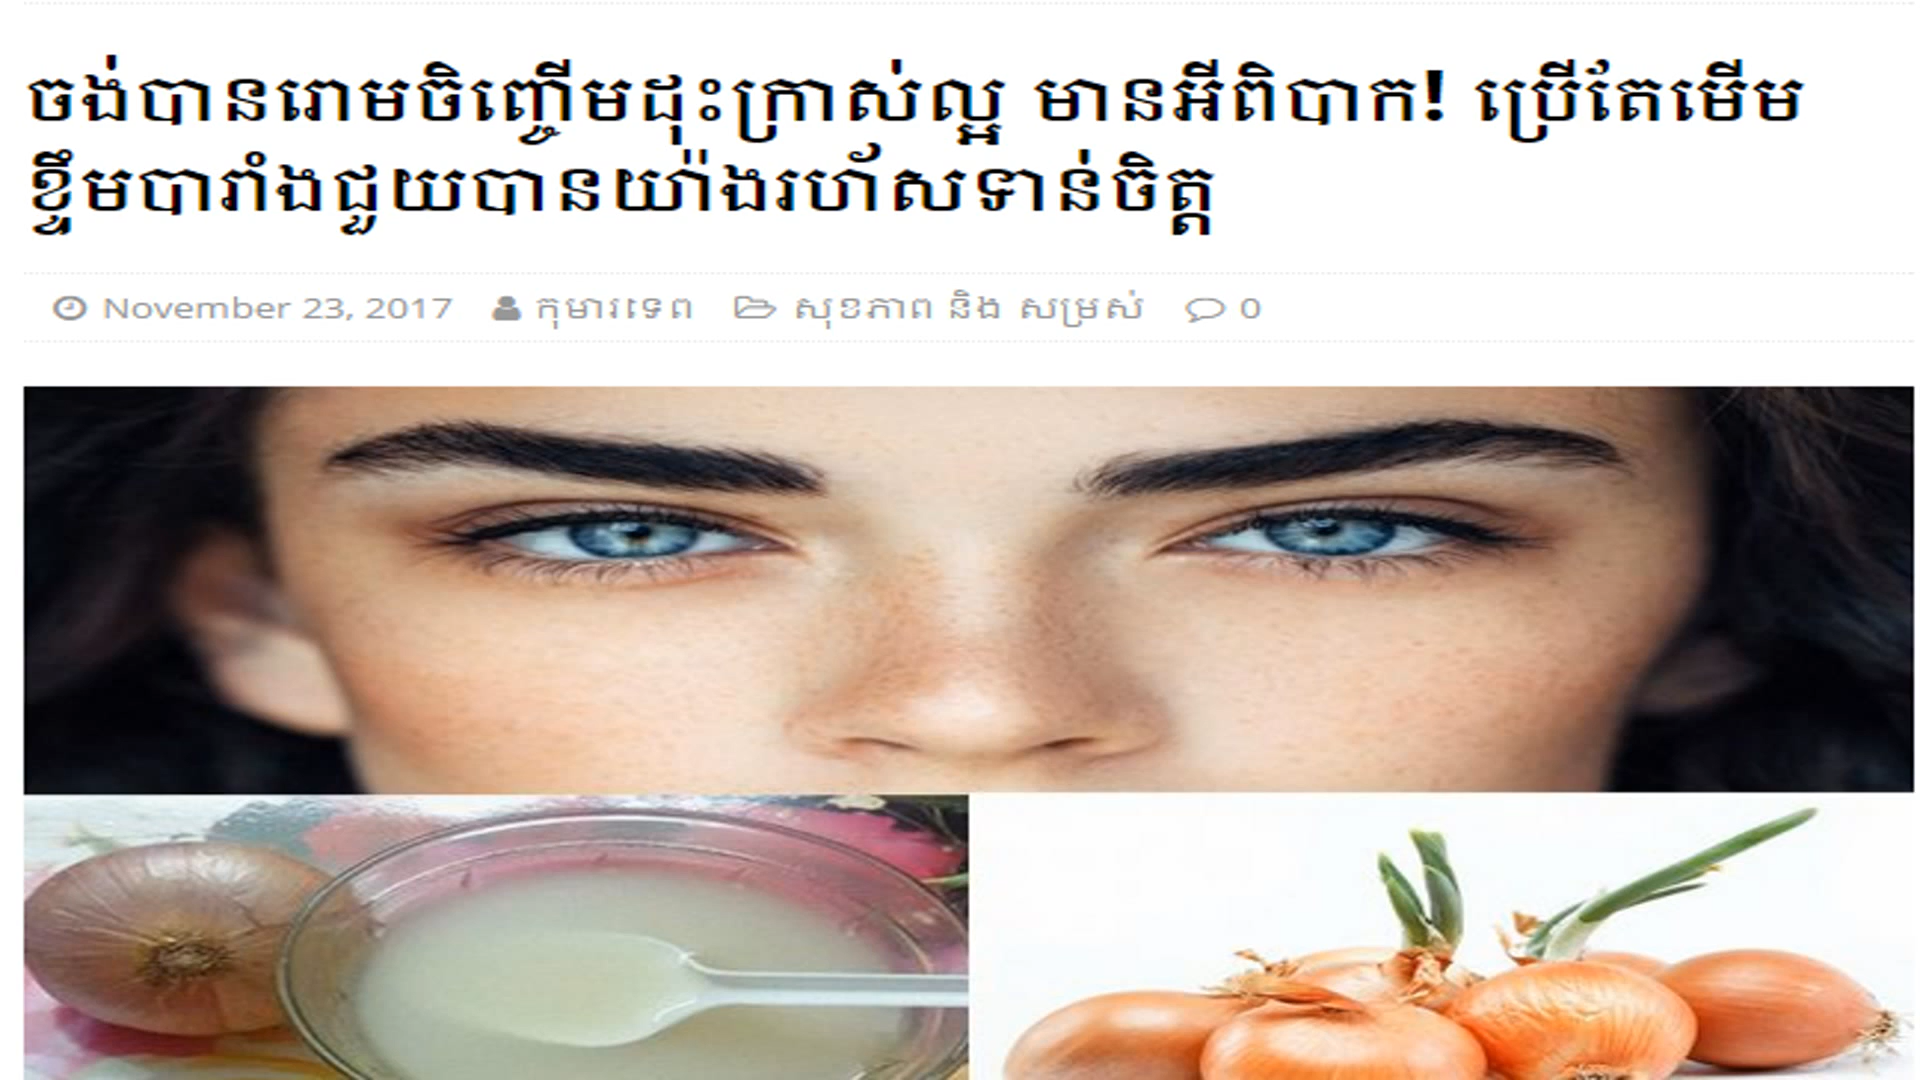 ចង់បានរោមចិញ្ចើមដុះក្រាស់ល្អ មានអីពិបាក! ប្រើតែមើម
ខ្ទឹមបារាំងជួយបានយ៉ាងរហ័សទាន់ចិត្ត
November 23, 2017 កុមារទេព សុខភាព និង សម្រស់ 0